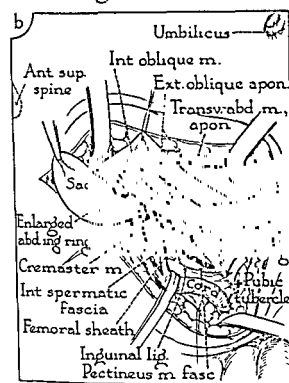 b
Umbilicus
Int oblique m.
Ant sup.
spine
Ext. oblique apon.
Transv. abd m.,
apon
Sac
Enlarged
abd. ing ring
Cremaster m
Int spermatic
fascia
Femoral sheath
Pubic
tubercle
Inguinal lig.
Pectineus m. fasc